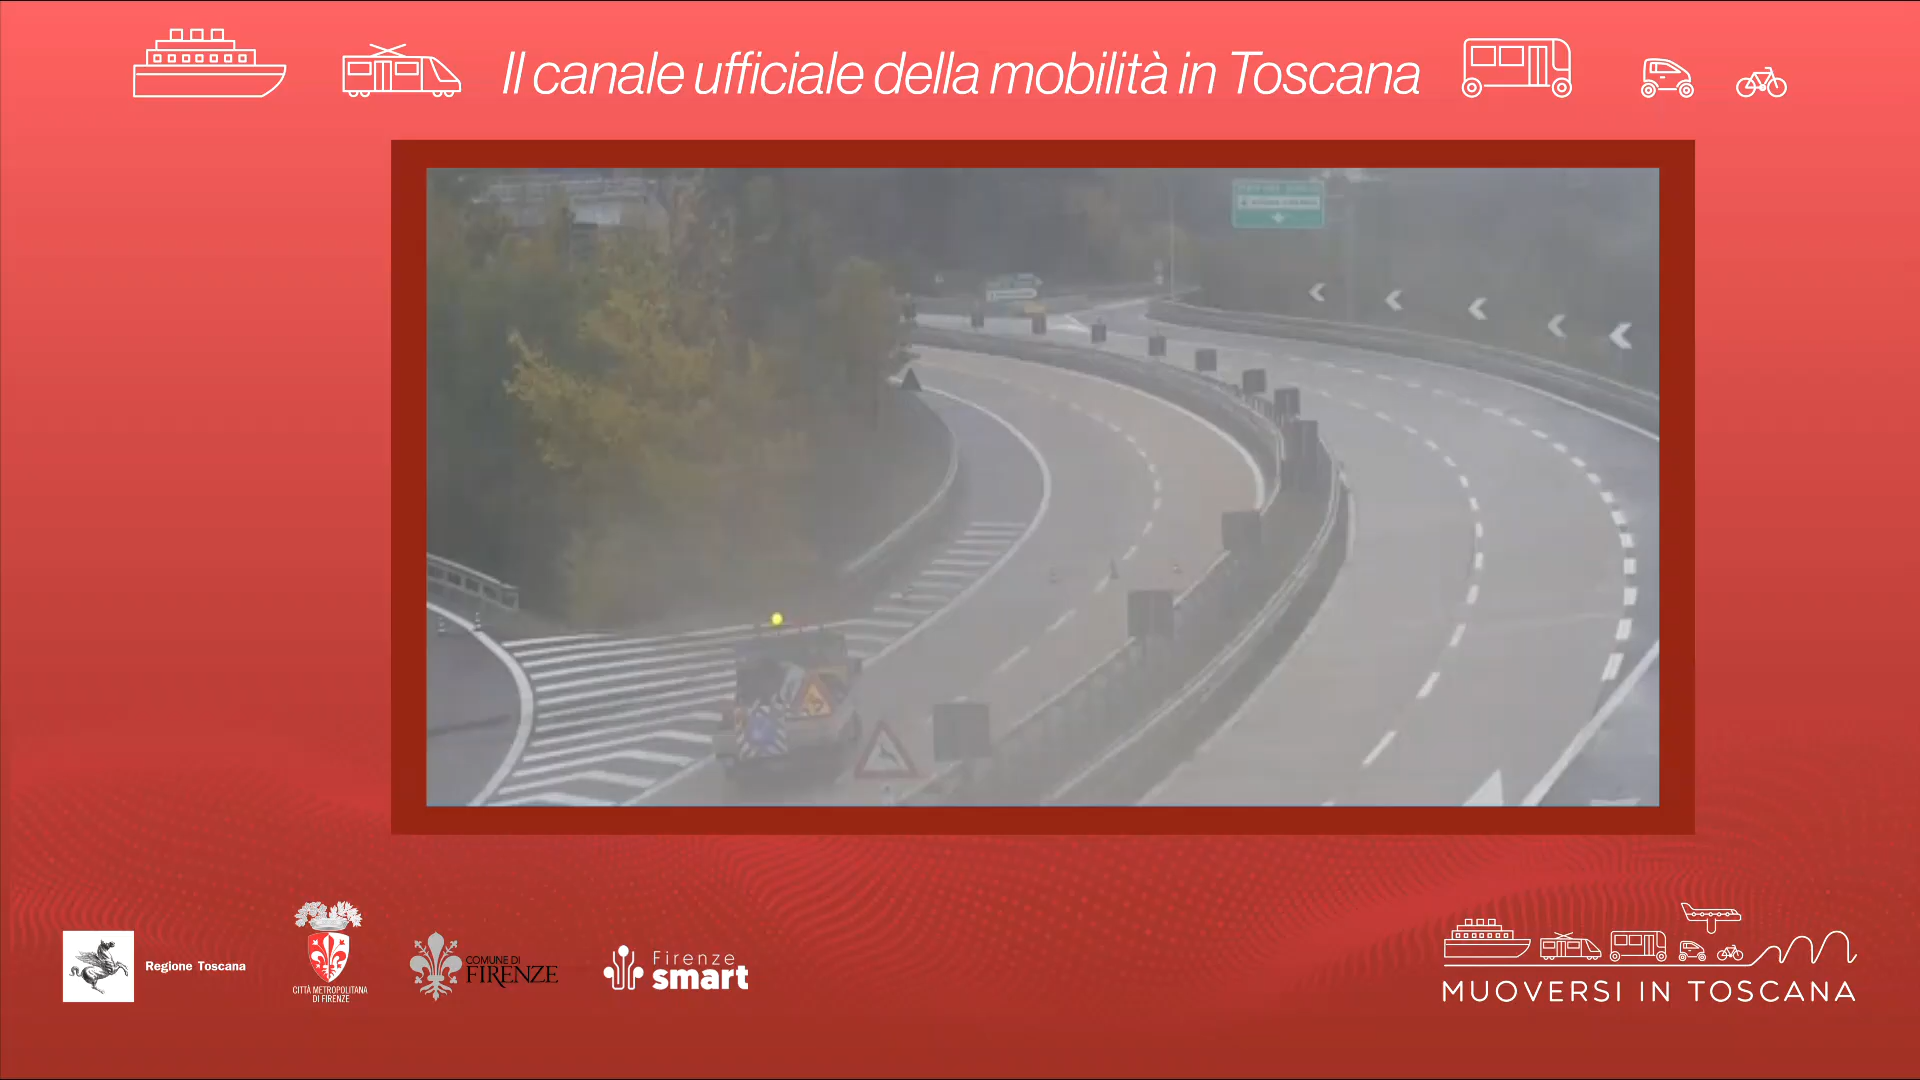 Il canale ufficiale della mobilità in Toscana
Regione Toscana
CITTÀ METROPOLITANA
DI FIRENZE
COMUNE DI
FIRENZE
Firenze
smart
MUOVERSI IN TOSCANA